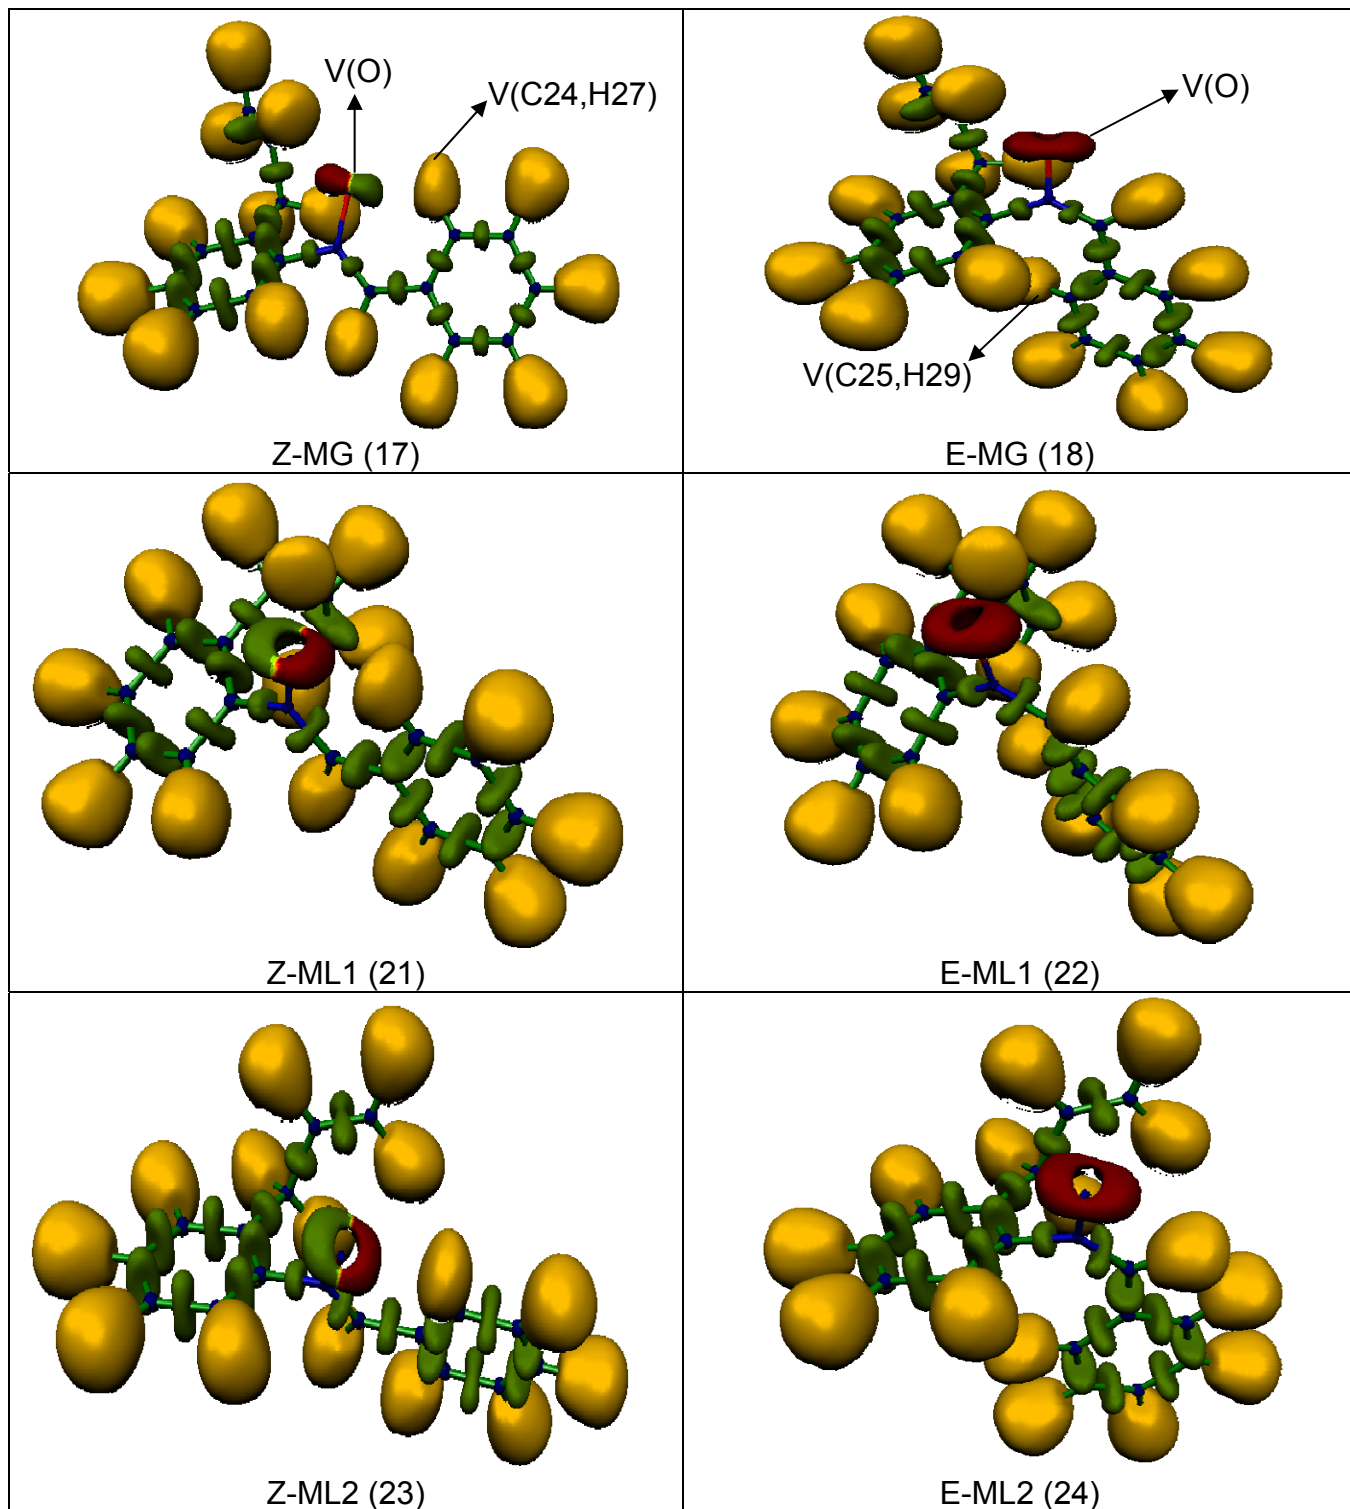 V(O)
V(C24,H27)
Z-MG (17)
V(O)
V(C25,H29)
E-MG (18)
Z-ML1 (21)
E-ML1 (22)
Z-ML2 (23)
E-ML2 (24)